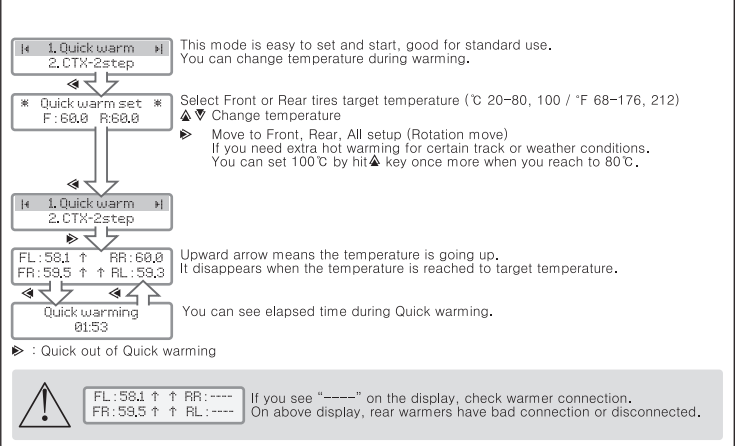 |◂ 1. Quick warm ▸|
2. CTX-2step
This mode is easy to set and start, good for standard use.
You can change temperature during warming.
※ Quick warm set ※
F:60.0 R:60.0
Select Front or Rear tires target temperature (℃ 20-80, 100 / °F 68-176, 212)
Change temperature
Move to Front, Rear, All setup (Rotation move)
If you need extra hot warming for certain track or weather conditions.
You can set 100℃ by hit key once more when you reach to 80℃.
|◂ 1. Quick warm ▸|
2. CTX-2step
FL:58.1 ↑ RR:60.0
FR:59.5 ↑ ↑ RL:59.3
Upward arrow means the temperature is going up.
It disappears when the temperature is reached to target temperature.
Quick warming
01:53
You can see elapsed time during Quick warming.
: Quick out of Quick warming
FL:58.1 ↑ ↑ RR:----
FR:59.5 ↑ ↑ RL:----
If you see "----" on the display, check warmer connection.
On above display, rear warmers have bad connection or disconnected.